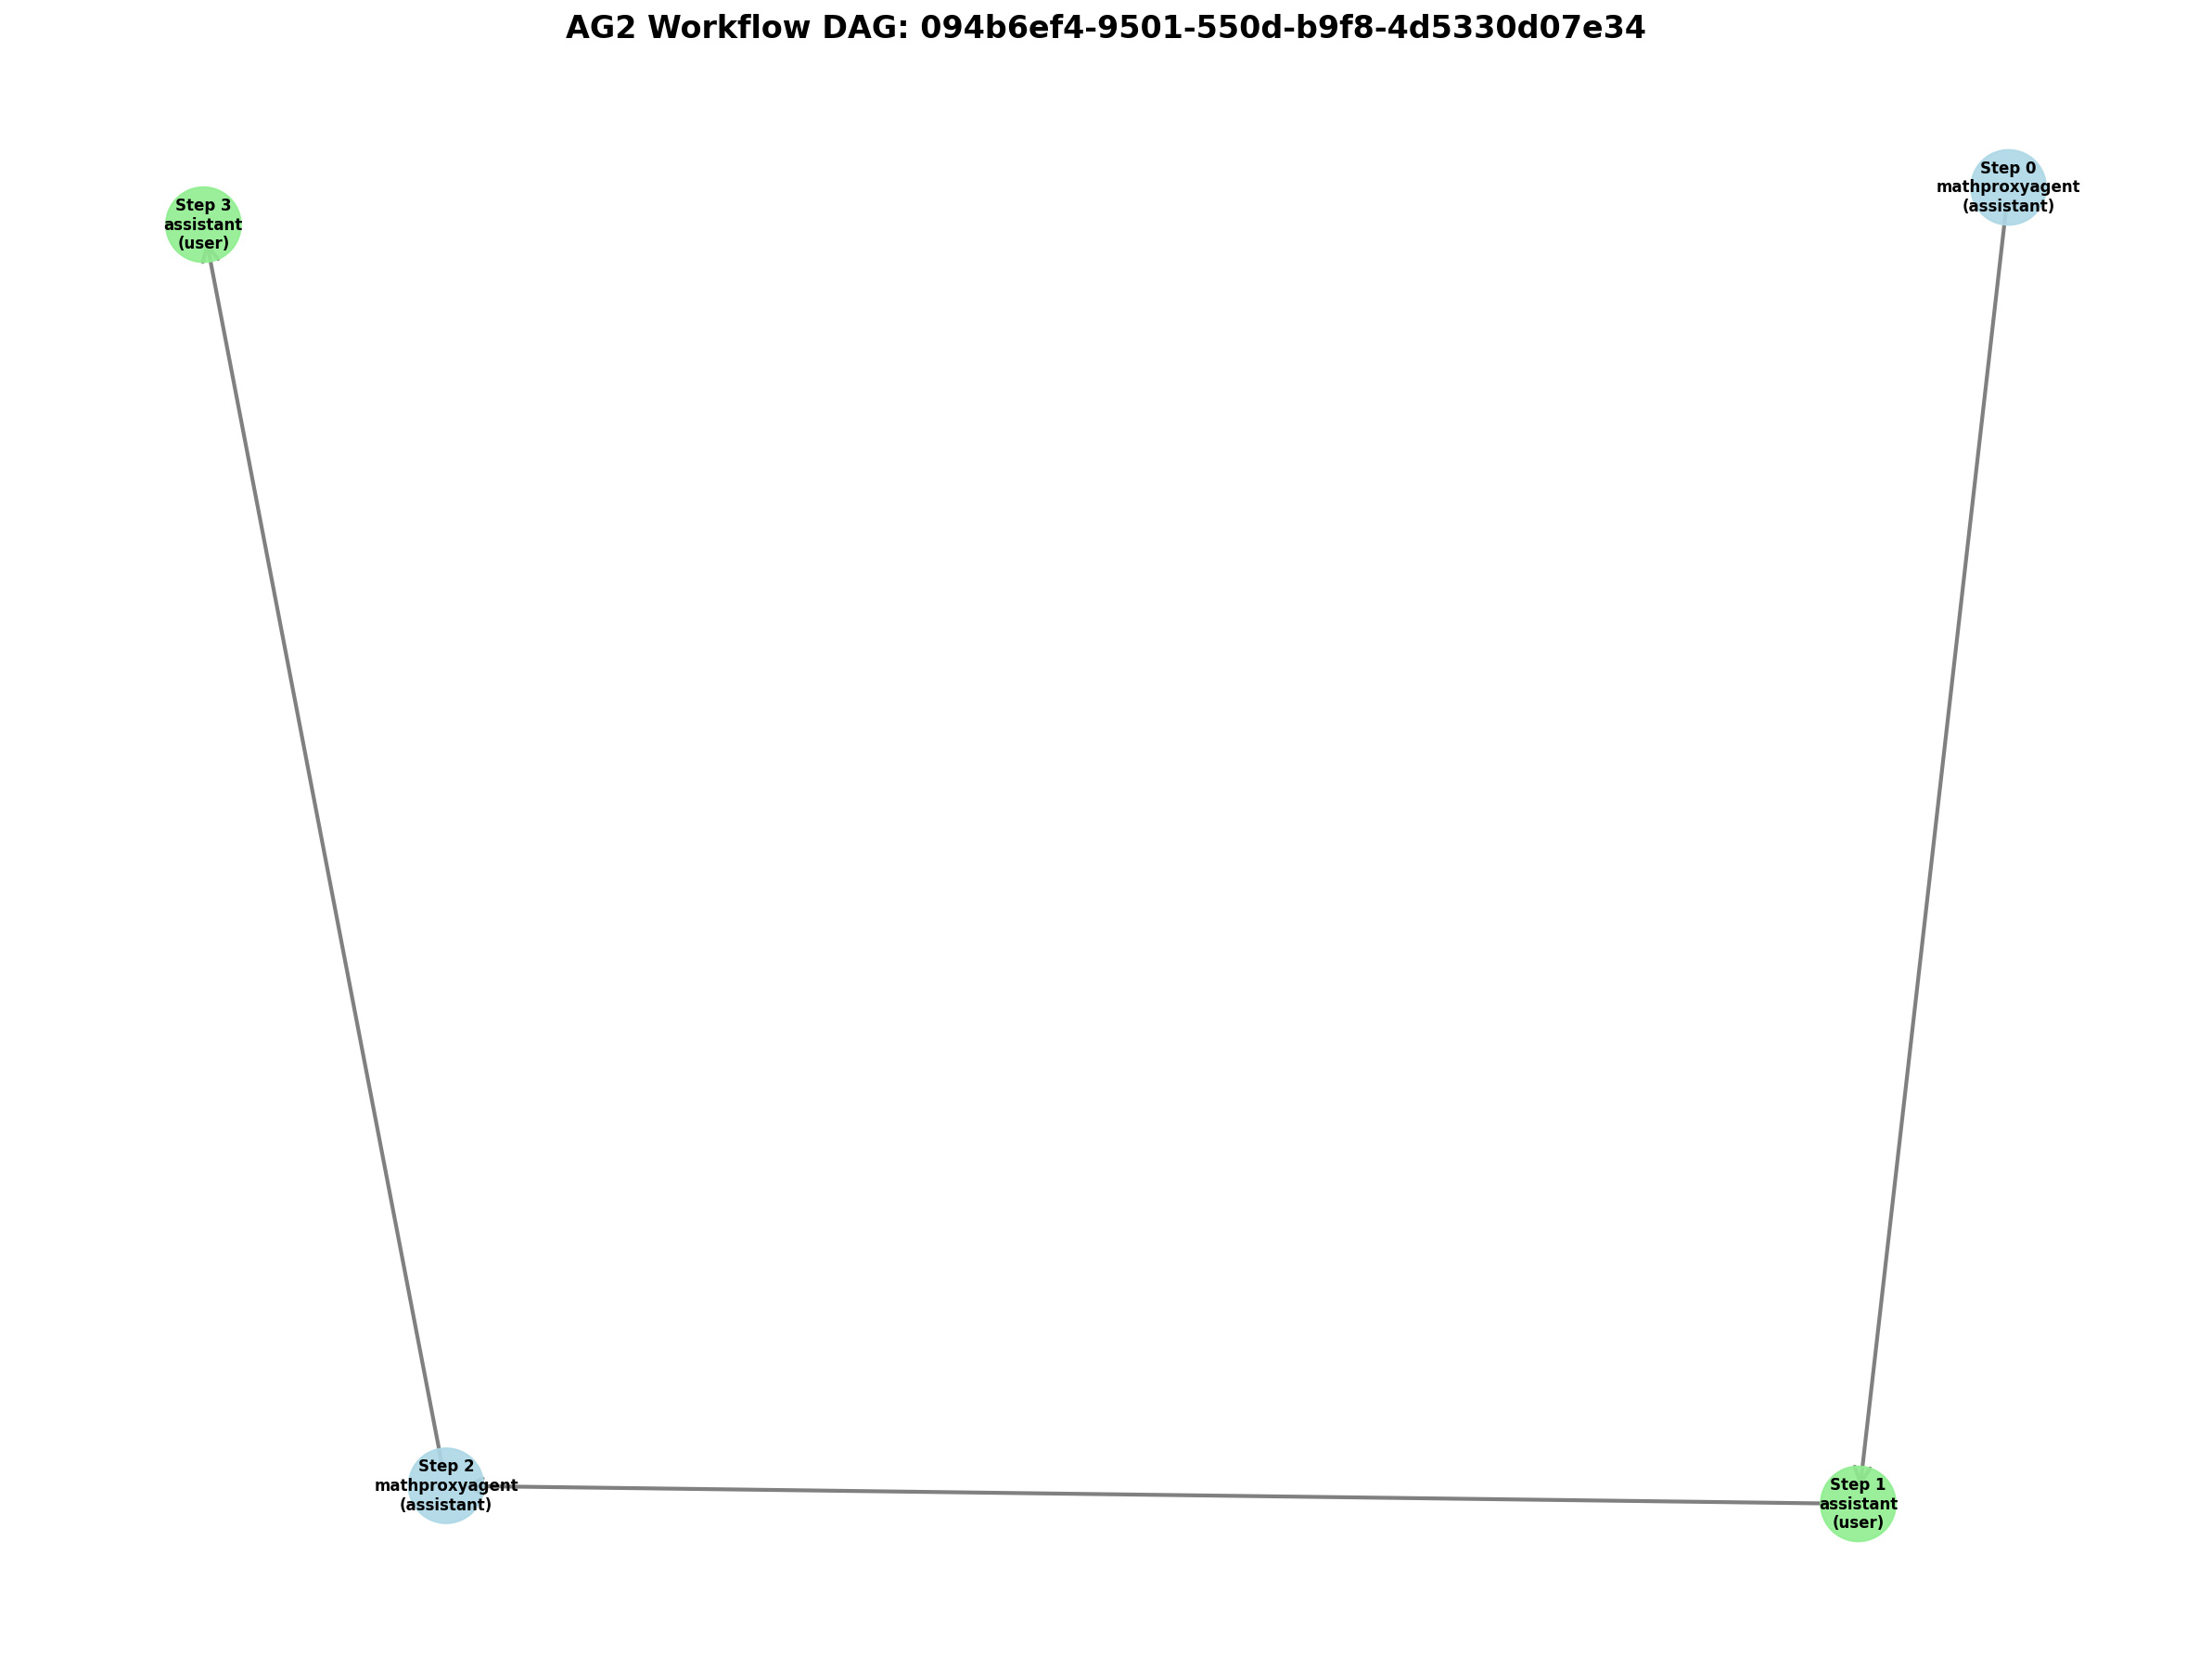 AG2 Workflow DAG: 094b6ef4-9501-550d-b9f8-4d5330d07e34
Step 0
mathproxyagent
(assistant)
Step 3
assistant
(user)
Step 2
mathproxyagent
(assistant)
Step 1
assistant
(user)